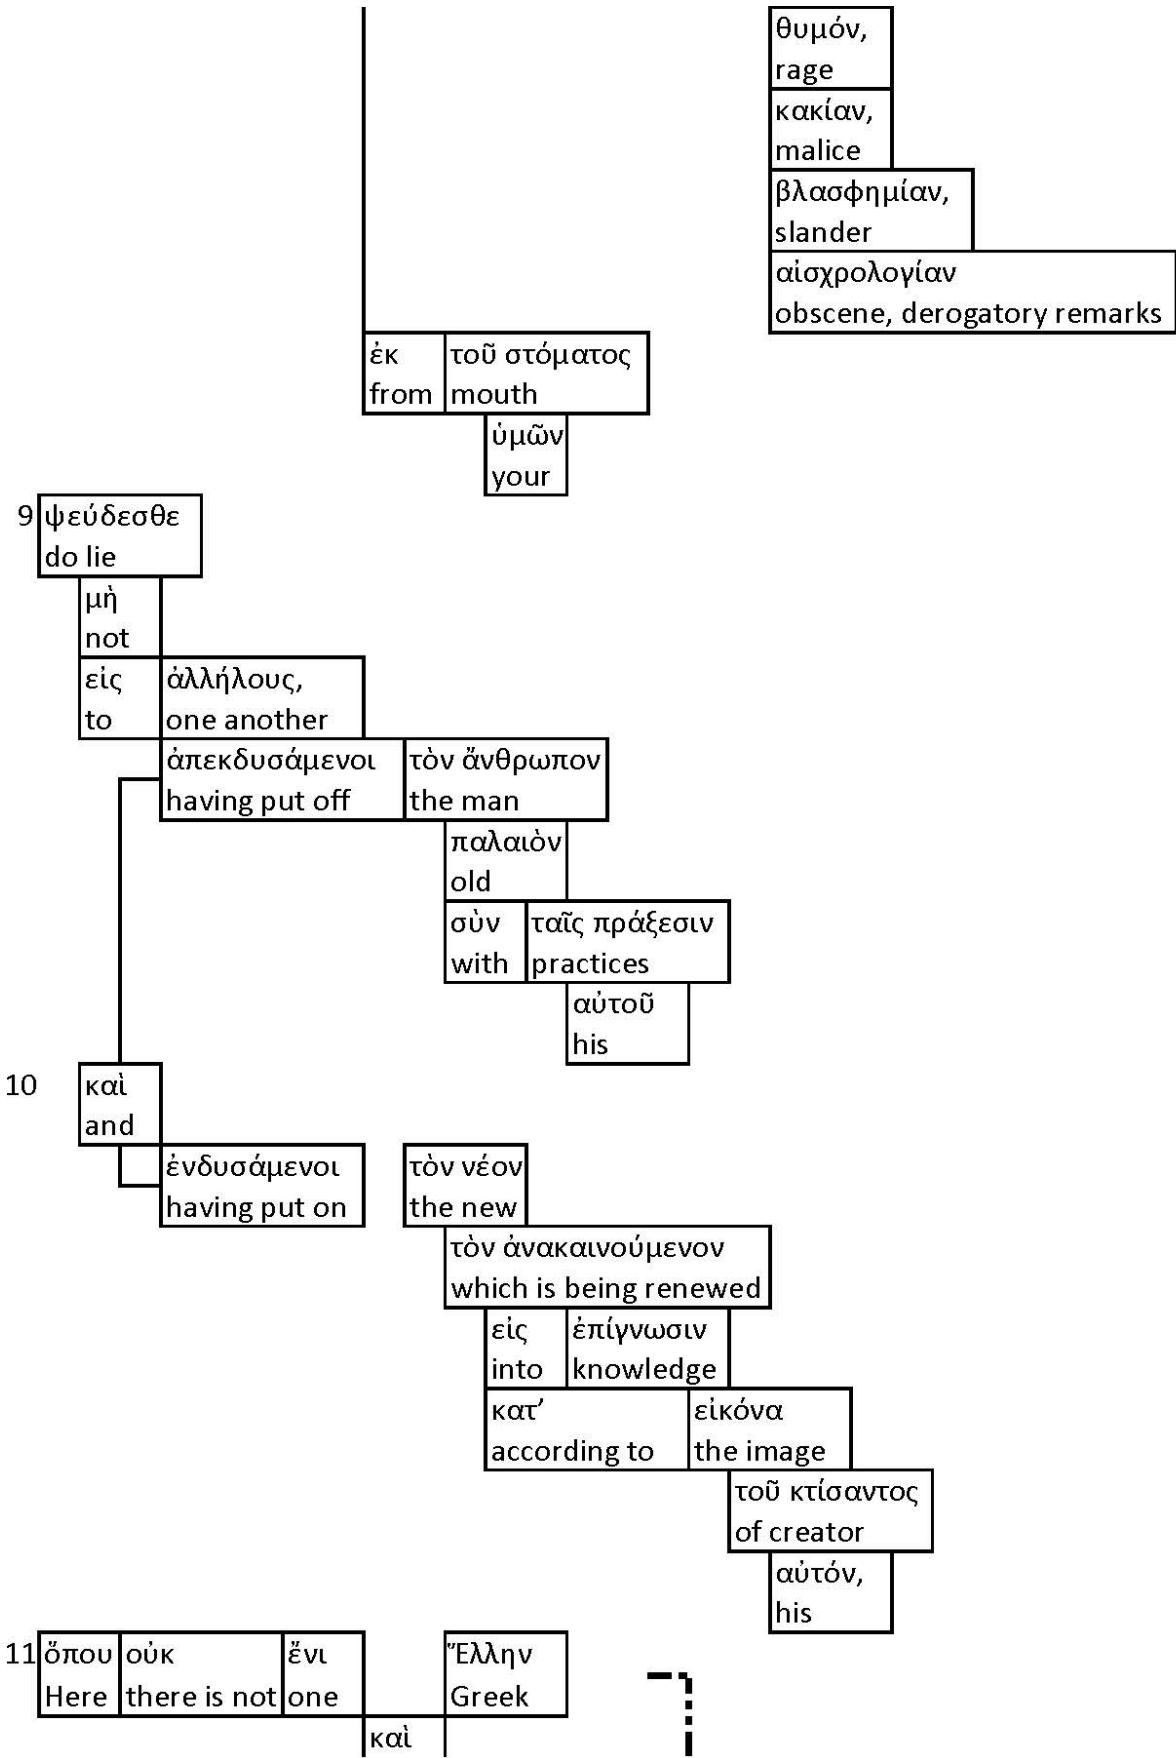 θυμόν,
rage
κακίαν,
malice
βλασφημίαν,
slander
αἰσχρολογίαν
obscene, derogatory remarks
ἐκ τοῦ στόματος
from mouth
ὑμῶν
your
9 ψεύδεσθε
do lie
μὴ
not
εἰς ἀλλήλους,
to one another
ἀπεκδυσάμενοι τὸν ἄνθρωπον
having put off the man
παλαιὸν
old
σὺν ταῖς πράξεσιν
with practices
αὐτοῦ
his
10 καὶ
and
ἐνδυσάμενοι τὸν νέον
having put on the new
τὸν ἀνακαινούμενον
which is being renewed
εἰς ἐπίγνωσιν
into knowledge
κατ’ εἰκόνα
according to the image
τοῦ κτίσαντος
of creator
αὐτόν,
his
11 ὅπου οὐκ ἔνι Ἕλλην
Here there is not one Greek
καὶ